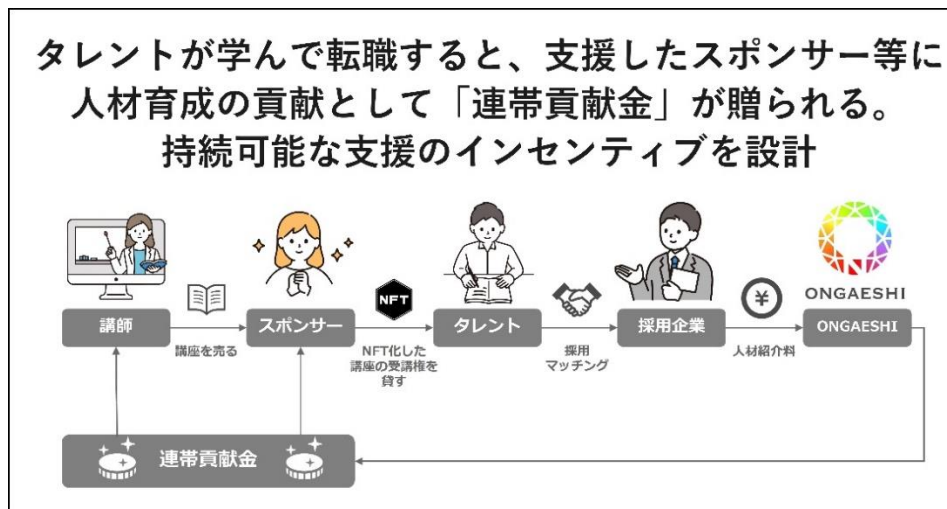 タレントが学んで転職すると、支援したスポンサー等に
人材育成の貢献として「連帯貢献金」が贈られる。
持続可能な支援のインセンティブを設計
NFT
¥
ONGAESHI
講師
スポンサー
タレント
採用企業
ONGAESHI
講座を売る
NFT化した
講座の受講権を
貸す
採用
マッチング
人材紹介料
連帯貢献金